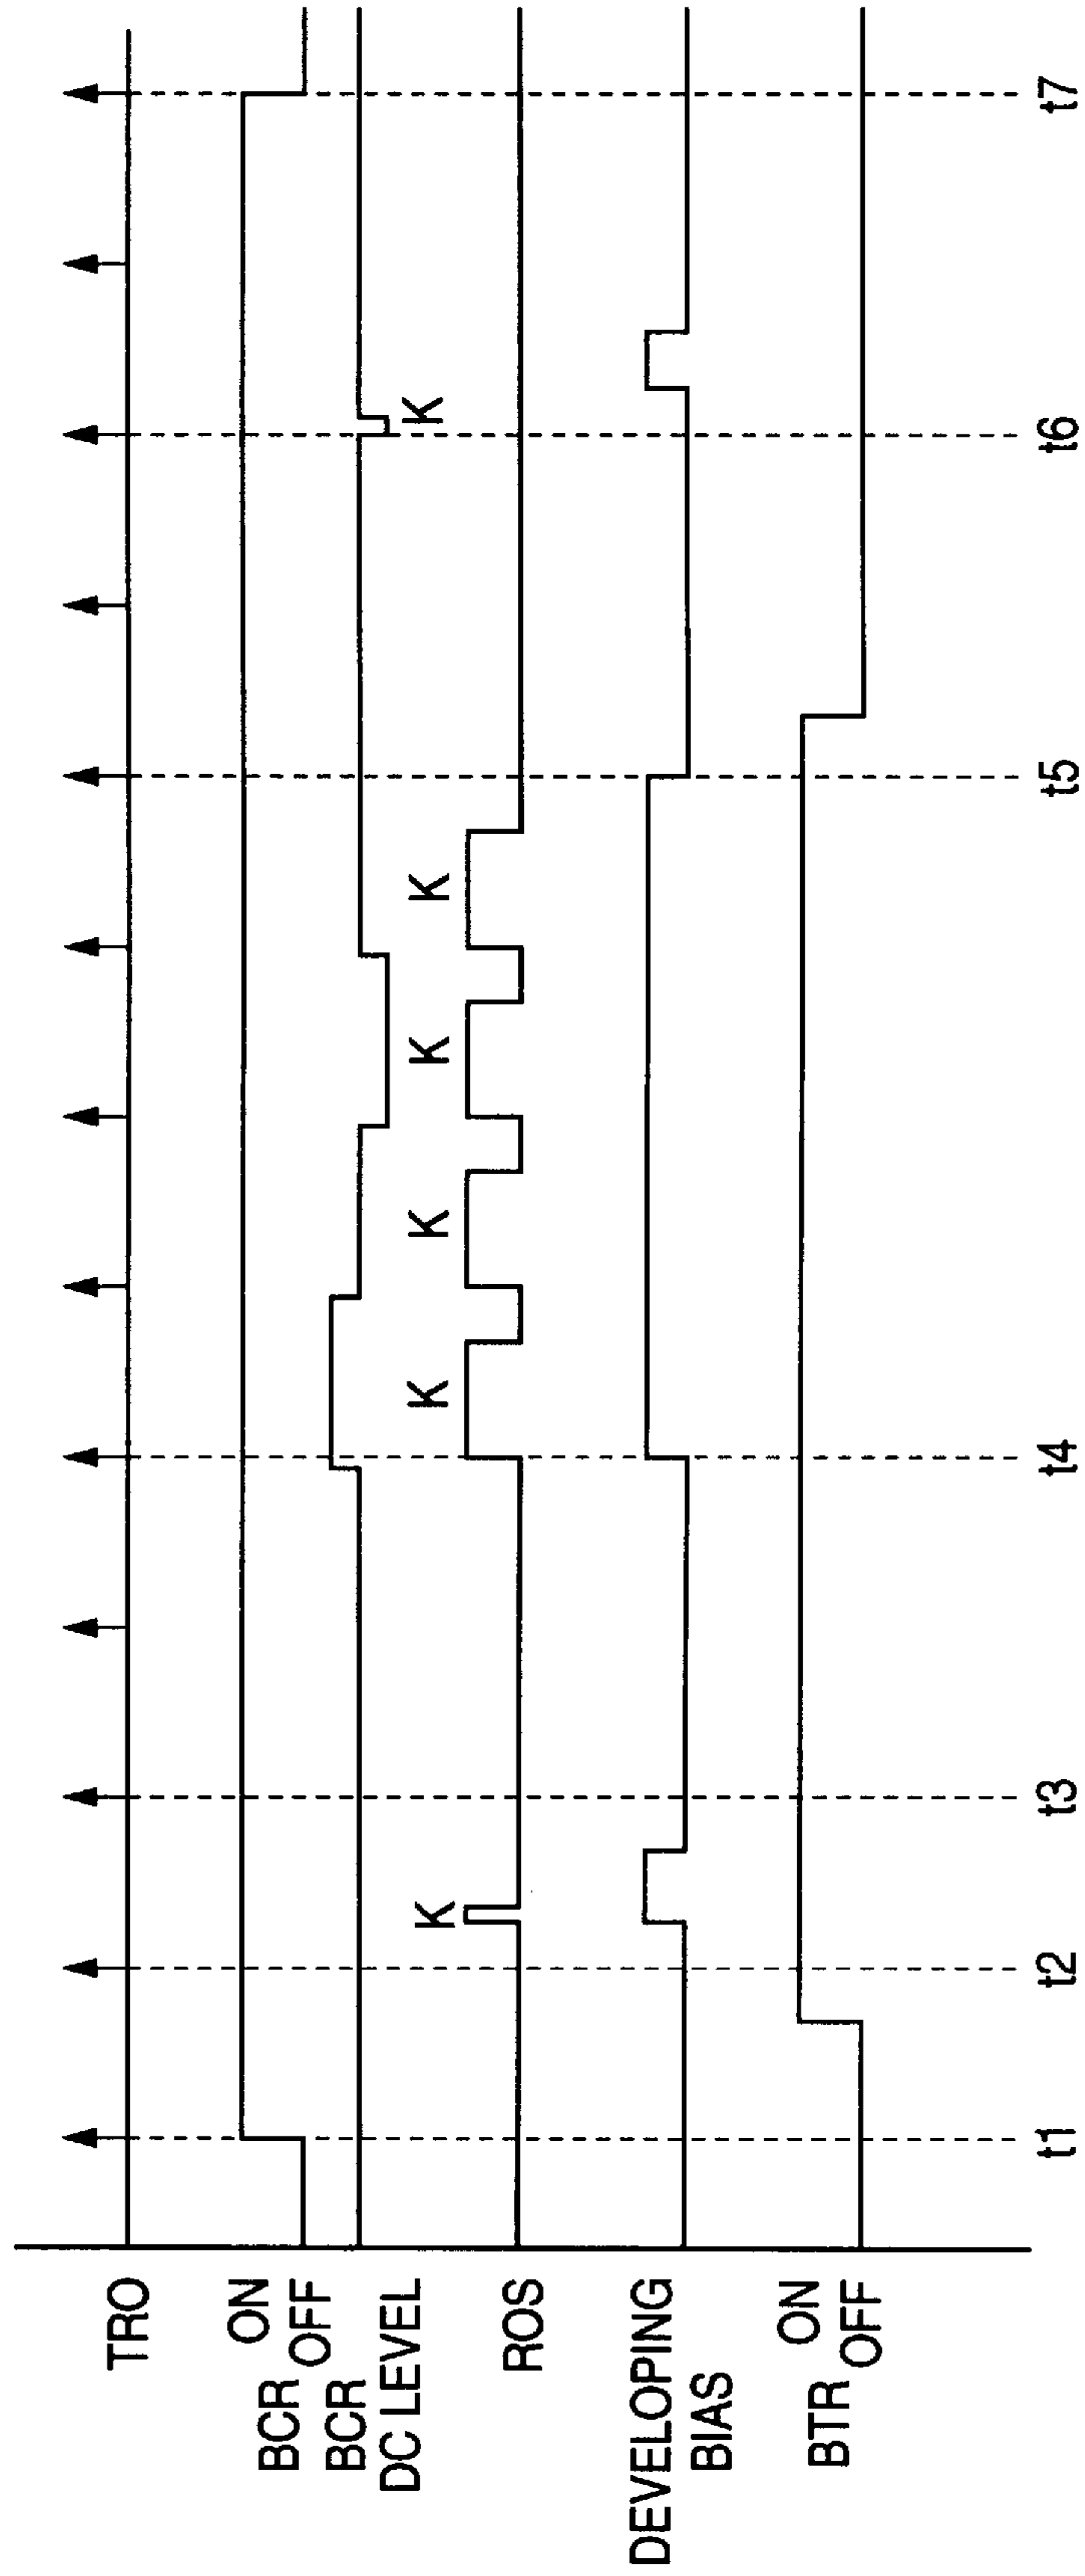 TRO
ON
BCR
OFF
BCR
DC LEVEL
K
ROS
K
K
K
K
K
DEVELOPING
BIAS
ON
BTR
OFF
t1
t2
t3
t4
t5
t6
t7